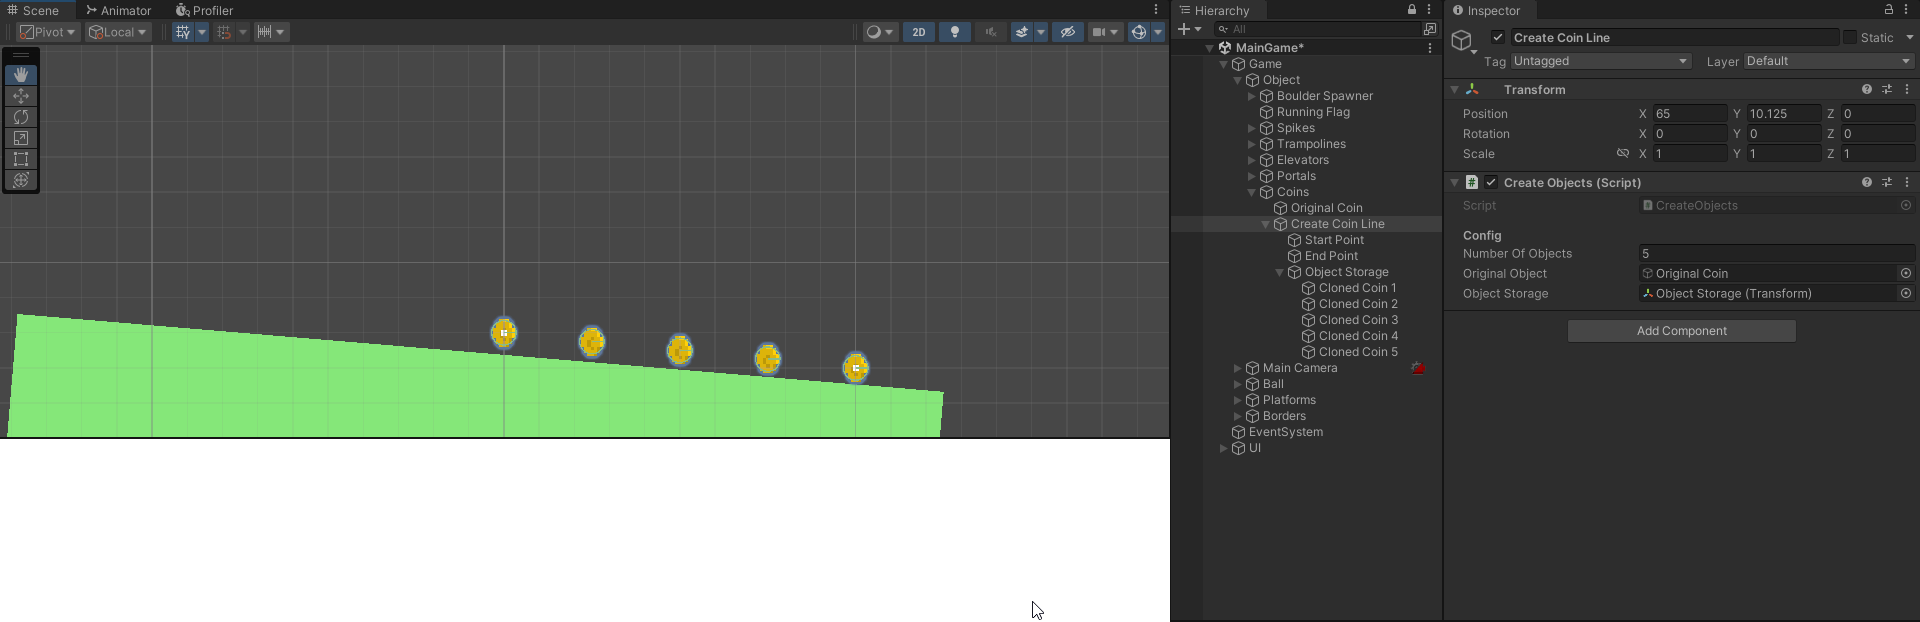 Scene Animator Profiler
Pivot Local 2D
Hierarchy
All
MainGame*
Game
Object
Boulder Spawner
Running Flag
Spikes
Trampolines
Elevators
Portals
Coins
Original Coin
Create Coin Line
Start Point
End Point
Object Storage
Cloned Coin 1
Cloned Coin 2
Cloned Coin 3
Cloned Coin 4
Cloned Coin 5
Main Camera
Ball
Platforms
Borders
EventSystem
UI
Inspector
Create Coin Line Static
Tag Untagged Layer Default
Transform
Position X 65 Y 10.125 Z 0
Rotation X 0 Y 0 Z 0
Scale X 1 Y 1 Z 1
# Create Objects (Script)
Script CreateObjects
Config
Number Of Objects 5
Original Object Original Coin
Object Storage Object Storage (Transform)
Add Component